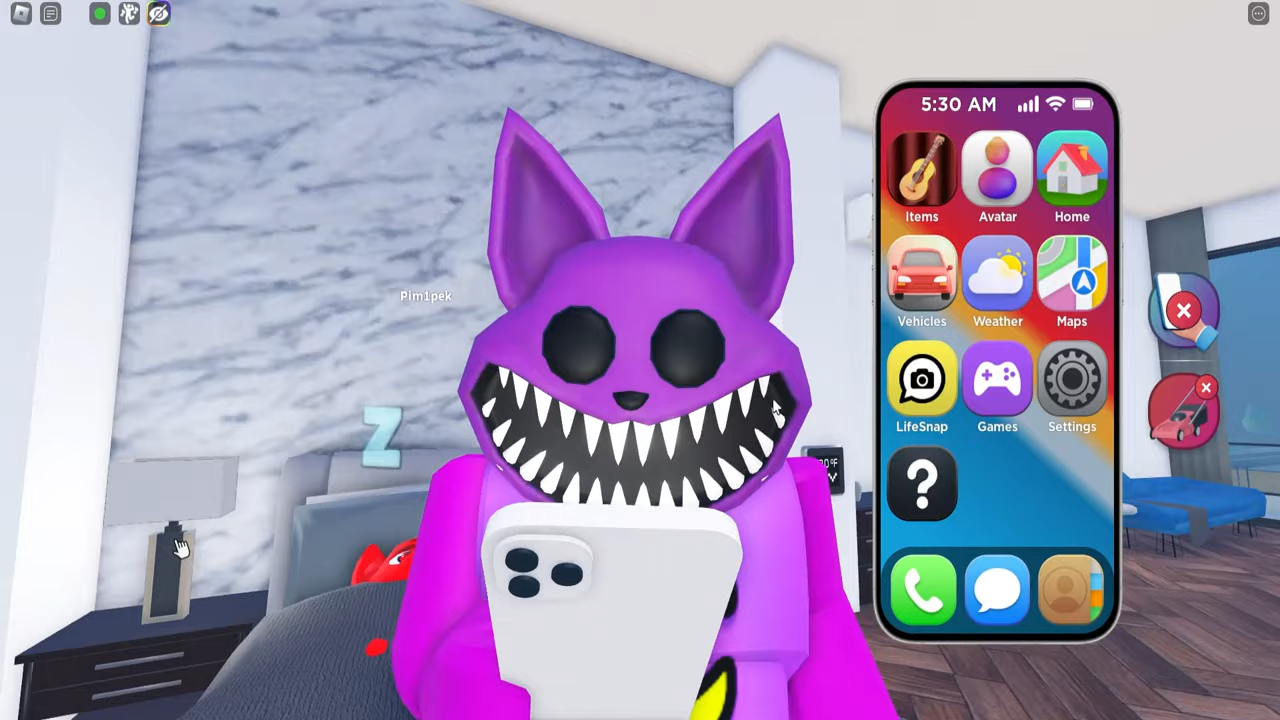 5:30 AM
Items
Avatar
Home
Vehicles
Weather
Maps
LifeSnap
Games
Settings
?
Pim1pek
Z